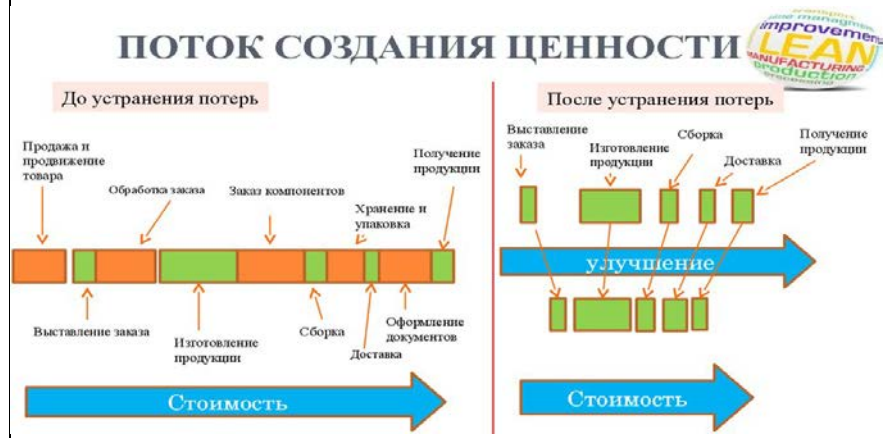 ПОТОК СОЗДАНИЯ ЦЕННОСТИ
improvement
LEAN
MANUFACTURING
production
До устранения потерь
После устранения потерь
Продажа и
продвижение
товара
Обработка заказа
Заказ компонентов
Хранение и
упаковка
Получение
продукции
Выставление заказа
Изготовление
продукции
Сборка
Доставка
Оформление
документов
Стоимость
Выставление
заказа
Изготовление
продукции
Сборка
Доставка
Получение
продукции
улучшение
Стоимость